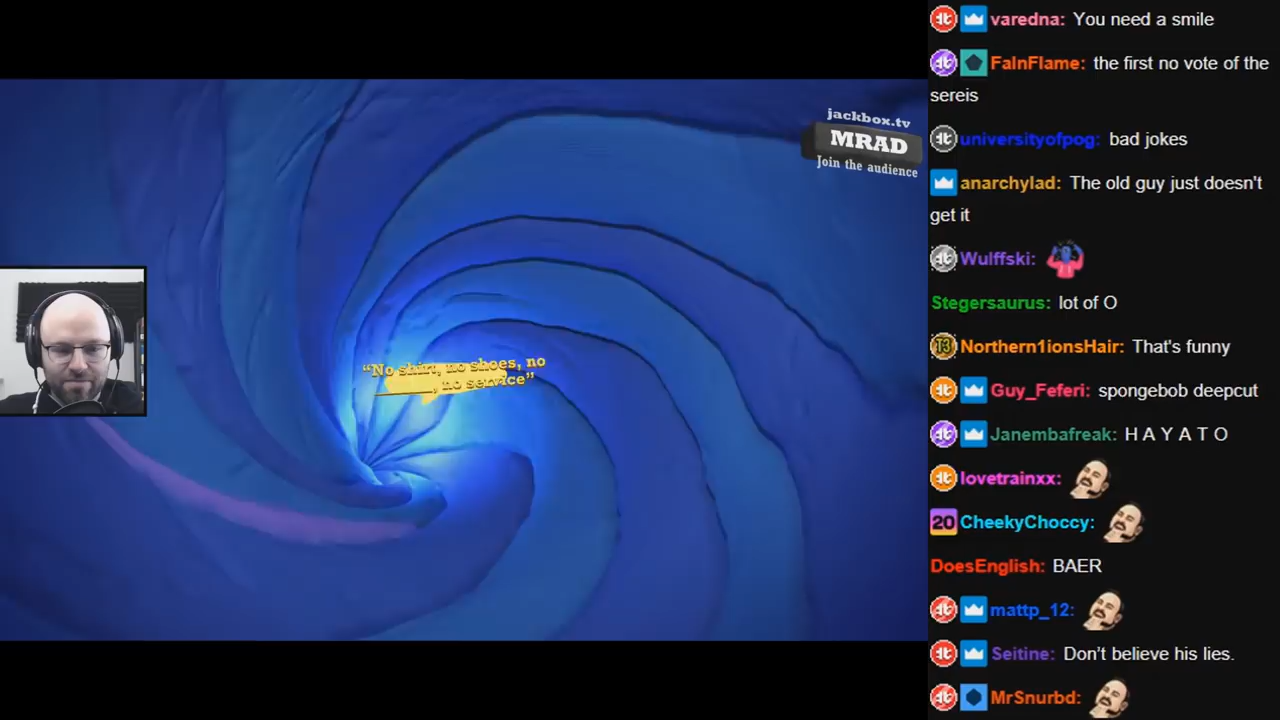 jackbox.tv
MRAD
Join the audience
“No shirt, no shoes, no
______, no service”
varedna: You need a smile
FaInFlame: the first no vote of the
sereis
universityofpog: bad jokes
anarchylad: The old guy just doesn't
get it
Wulffski:
Stegersaurus: lot of O
T3 Northern1ionsHair: That's funny
Guy_Feferi: spongebob deepcut
Janembafreak: H A Y A T O
lovetrainxx:
20 CheekyChoccy:
DoesEnglish: BAER
mattp_12:
Seitine: Don't believe his lies.
MrSnurbd: